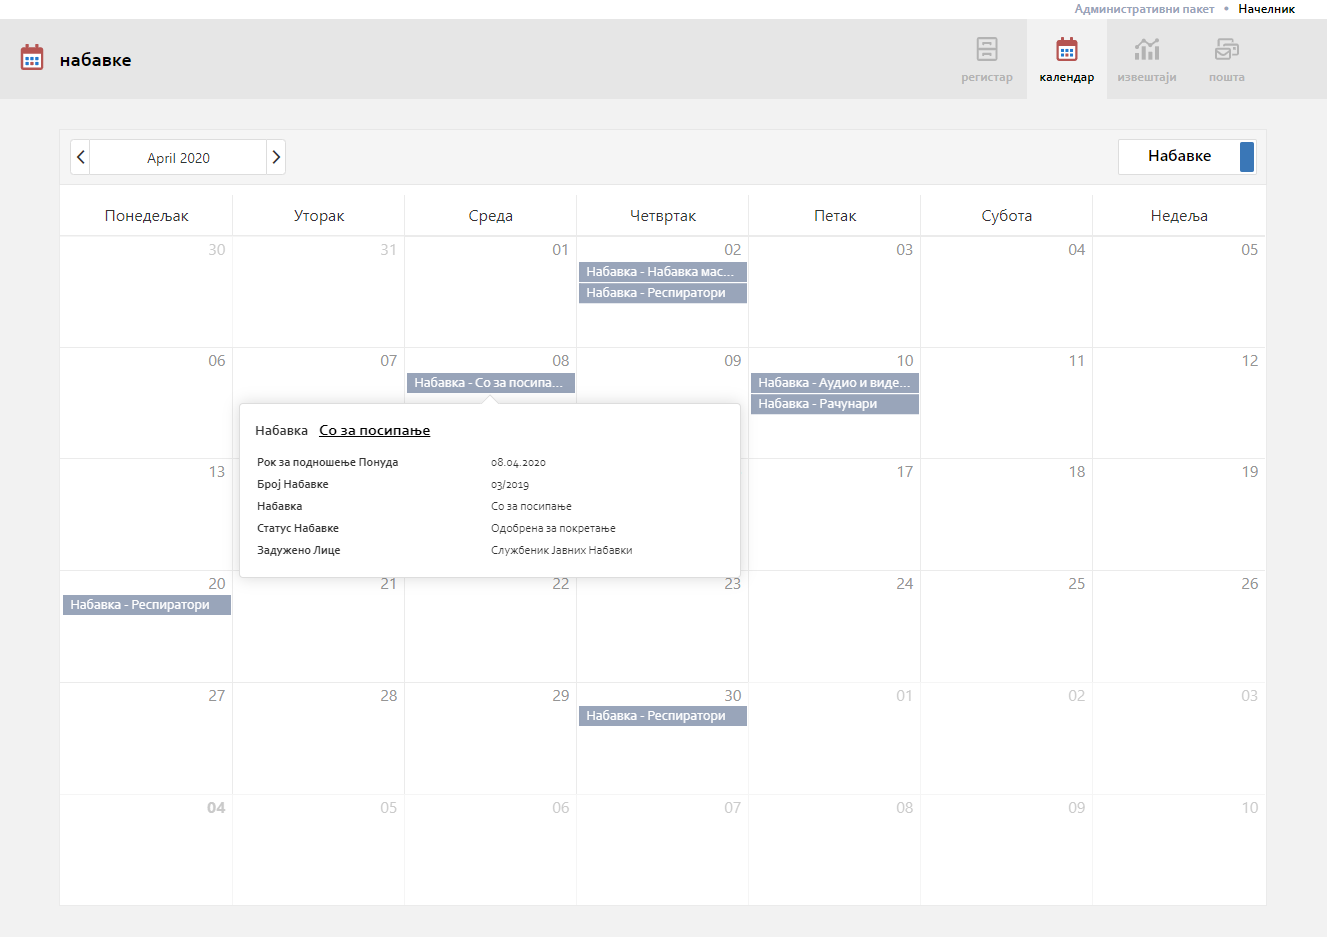 Административни пакет • Начелник
набавке
регистар календар извештаји пошта
April 2020
Набавке
Понедељак Уторак Среда Четвртак Петак Субота Недеља
30 31 01 02 03 04 05
Набавка - Набавка мас...
Набавка - Респиратори
06 07 08 09 10 11 12
Набавка - Со за посипа... Набавка - Аудио и виде...
Набавка - Рачунари
Набавка Со за посипање
Рок за подношење Понуда 08.04.2020
13 17 18 19
Број Набавке 03/2019
Набавка Со за посипање
Статус Набавке Одобрена за покретање
Задужено Лице Службеник Јавних Набавки
20 21 22 23 24 25 26
Набавка - Респиратори
27 28 29 30 01 02 03
Набавка - Респиратори
04 05 06 07 08 09 10